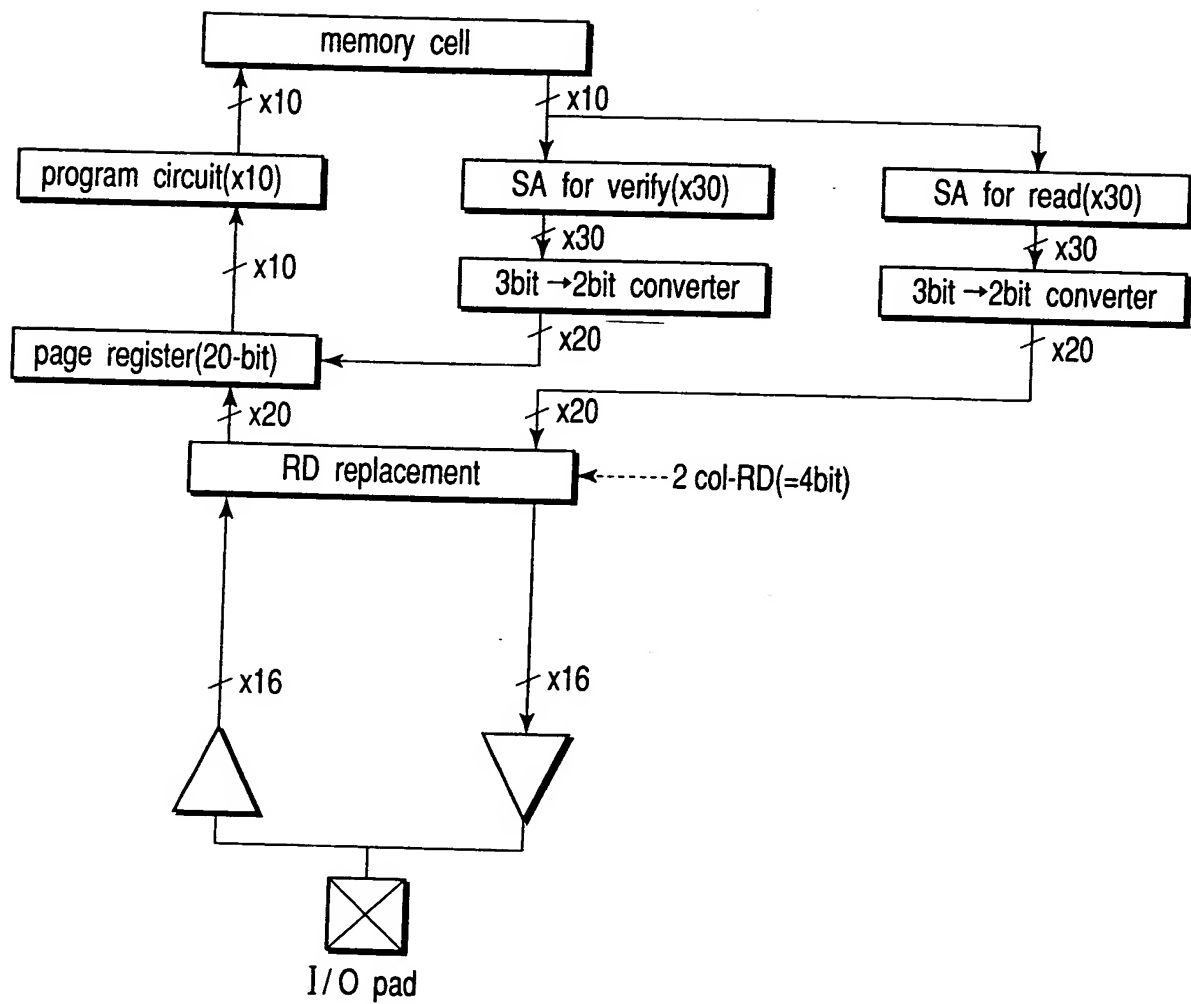 memory cell
x10
x10
program circuit(x10)
SA for verify(x30)
SA for read(x30)
x30
x30
x10
3bit→2bit converter
3bit→2bit converter
x20
x20
page register(20-bit)
x20
x20
RD replacement
2 col-RD(=4bit)
x16
x16
I/O pad